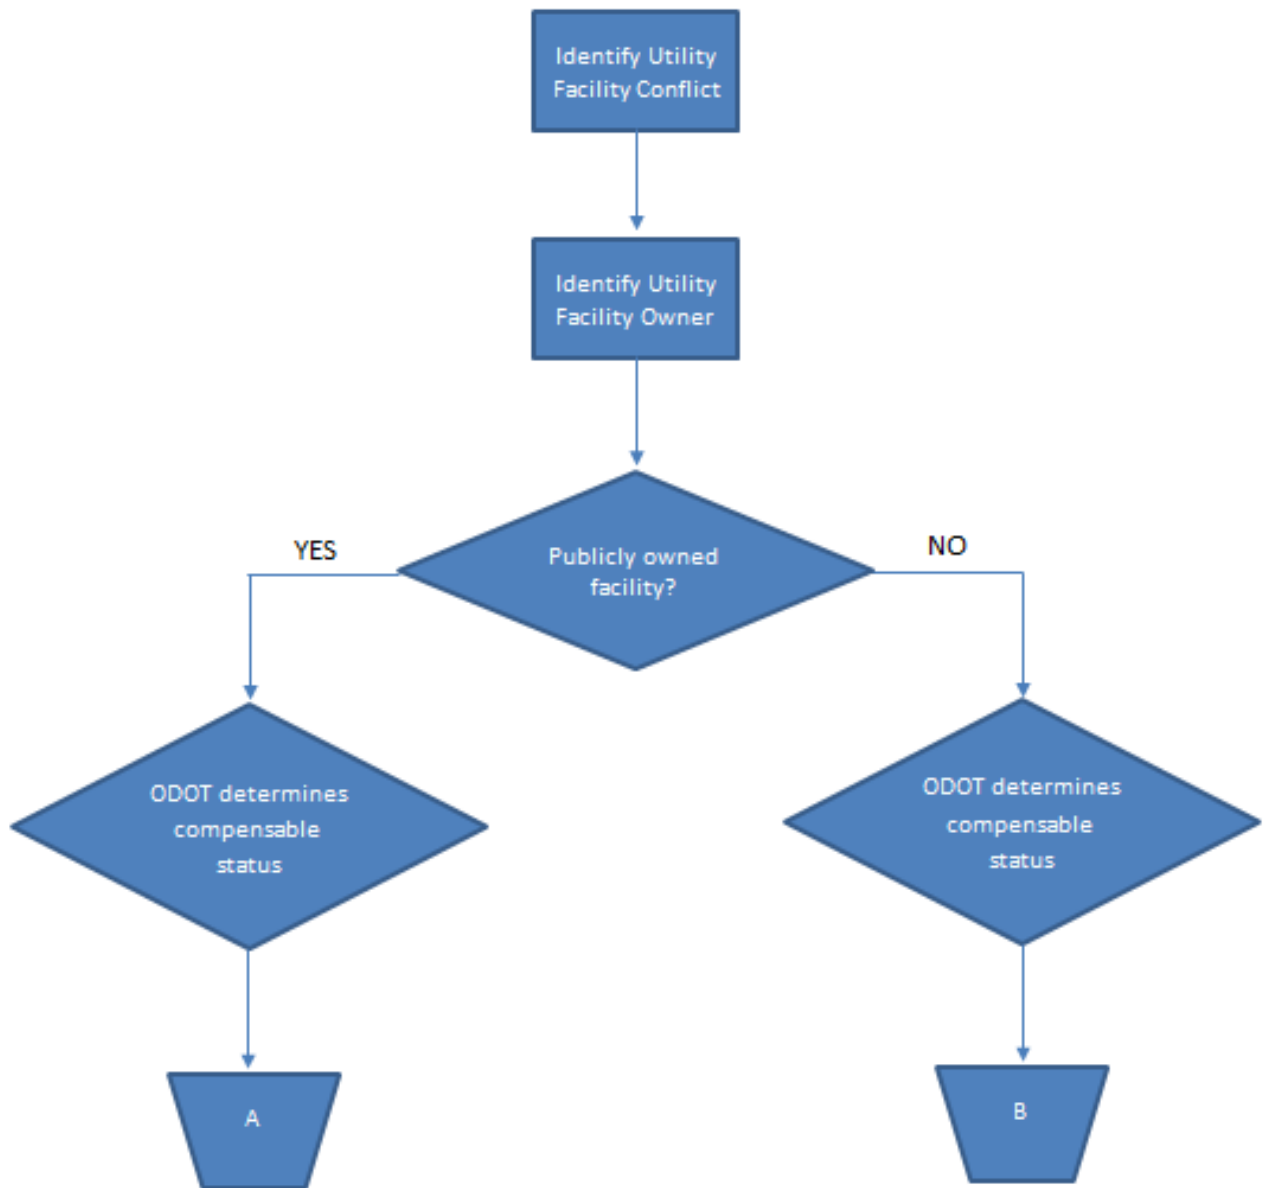 Identify Utility
Facility Conflict
Identify Utility
Facility Owner
Publicly owned
facility?
YES
NO
ODOT determines
compensable
status
ODOT determines
compensable
status
A
B